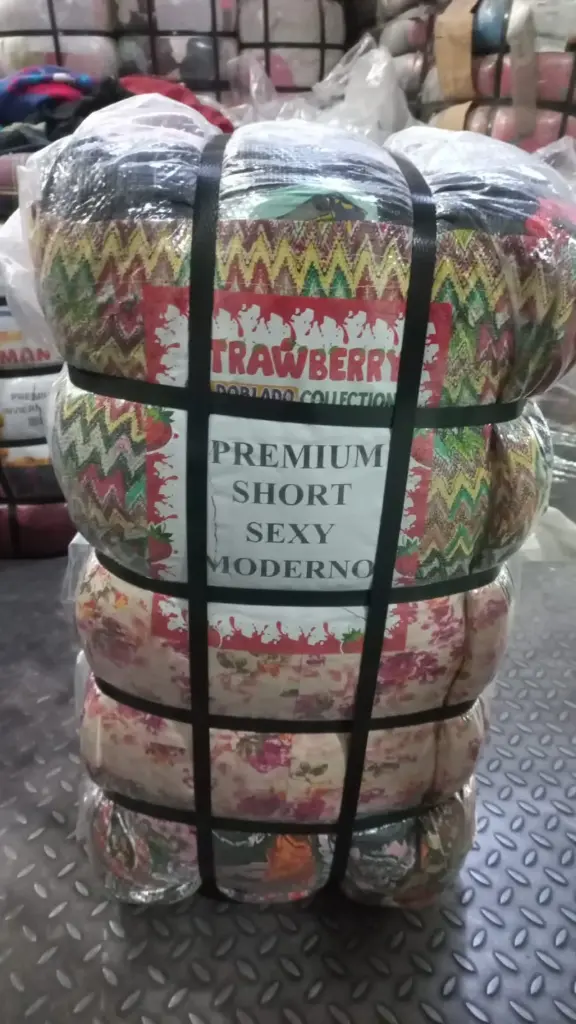 TRAWBERRY
DOBLADO COLLECTION
PREMIUM
SHORT
SEXY
MODERNO
MAN